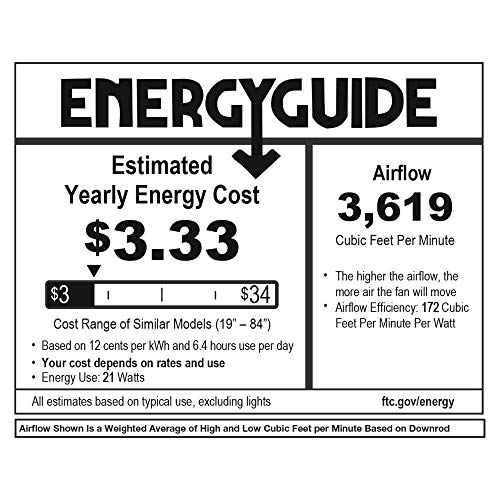 ENERGYGUIDE
Estimated
Yearly Energy Cost
$3.33
$3
$34
Cost Range of Similar Models (19” – 84”)
• Based on 12 cents per kWh and 6.4 hours use per day
• Your cost depends on rates and use
• Energy Use: 21 Watts
Airflow
3,619
Cubic Feet Per Minute
• The higher the airflow, the
more air the fan will move
• Airflow Efficiency: 172 Cubic
Feet Per Minute Per Watt
All estimates based on typical use, excluding lights
ftc.gov/energy
Airflow Shown Is a Weighted Average of High and Low Cubic Feet per Minute Based on Downrod